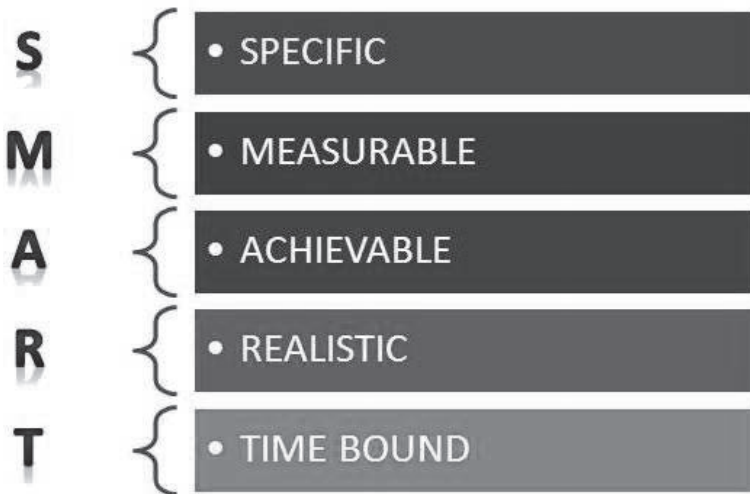 S • SPECIFIC
M • MEASURABLE
A • ACHIEVABLE
R • REALISTIC
T • TIME BOUND